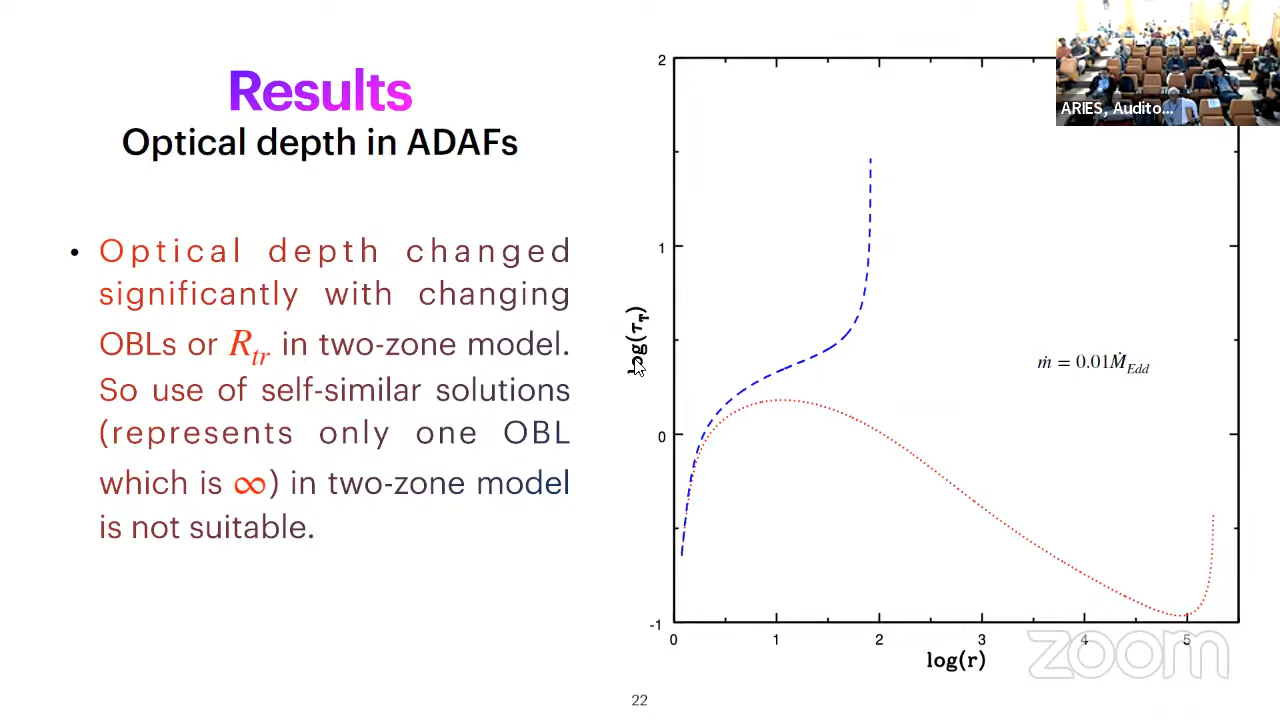 Results
Optical depth in ADAFs
• Optical depth changed
significantly with changing
OBLs or R_tr in two-zone model.
So use of self-similar solutions
(represents only one OBL
which is ∞) in two-zone model
is not suitable.
ARIES, Audito...
2
1
0
-1
log(τ_T)
ṁ = 0.01Ṁ_Edd
0 1 2 3 4 5
log(r)
zoom
22